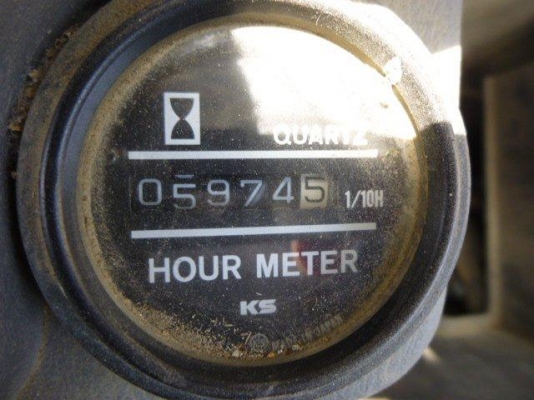 QUARTZ
059745 1/10H
HOUR METER
KS